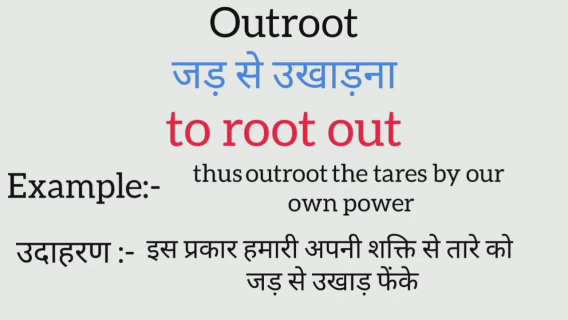 Outroot
जड़ से उखाड़ना
to root out
Example:- thus outroot the tares by our
own power
उदाहरण :- इस प्रकार हमारी अपनी शक्ति से तारे को
जड़ से उखाड़ फेंके